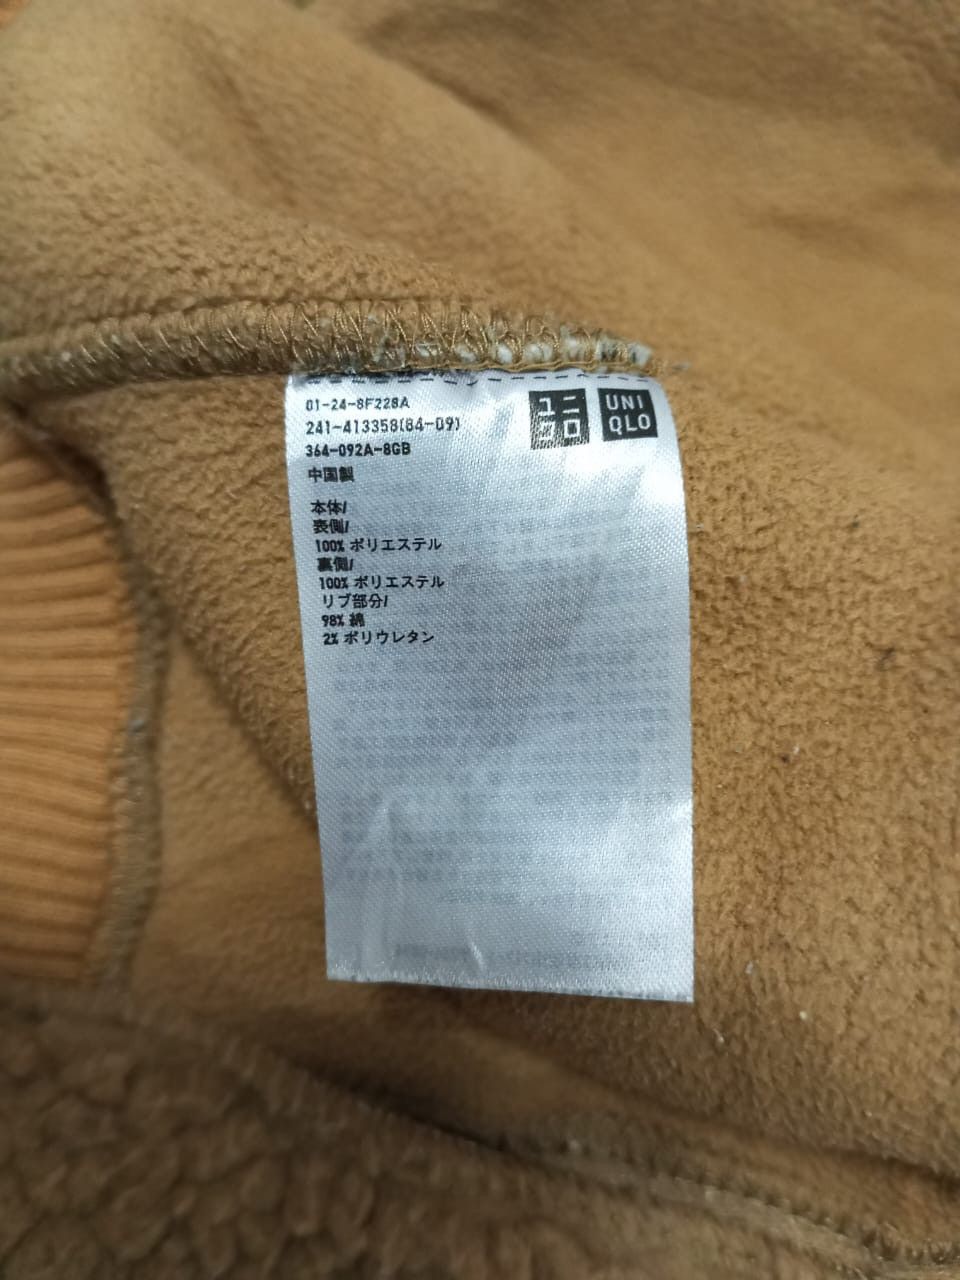 01-24-8F228A
241-413358(84-09)
364-092A-8GB
中国製
ユニ
クロ
UNI
QLO
本体/
表側/
100% ポリエステル
裏側/
100% ポリエステル
リブ部分/
98% 綿
2% ポリウレタン